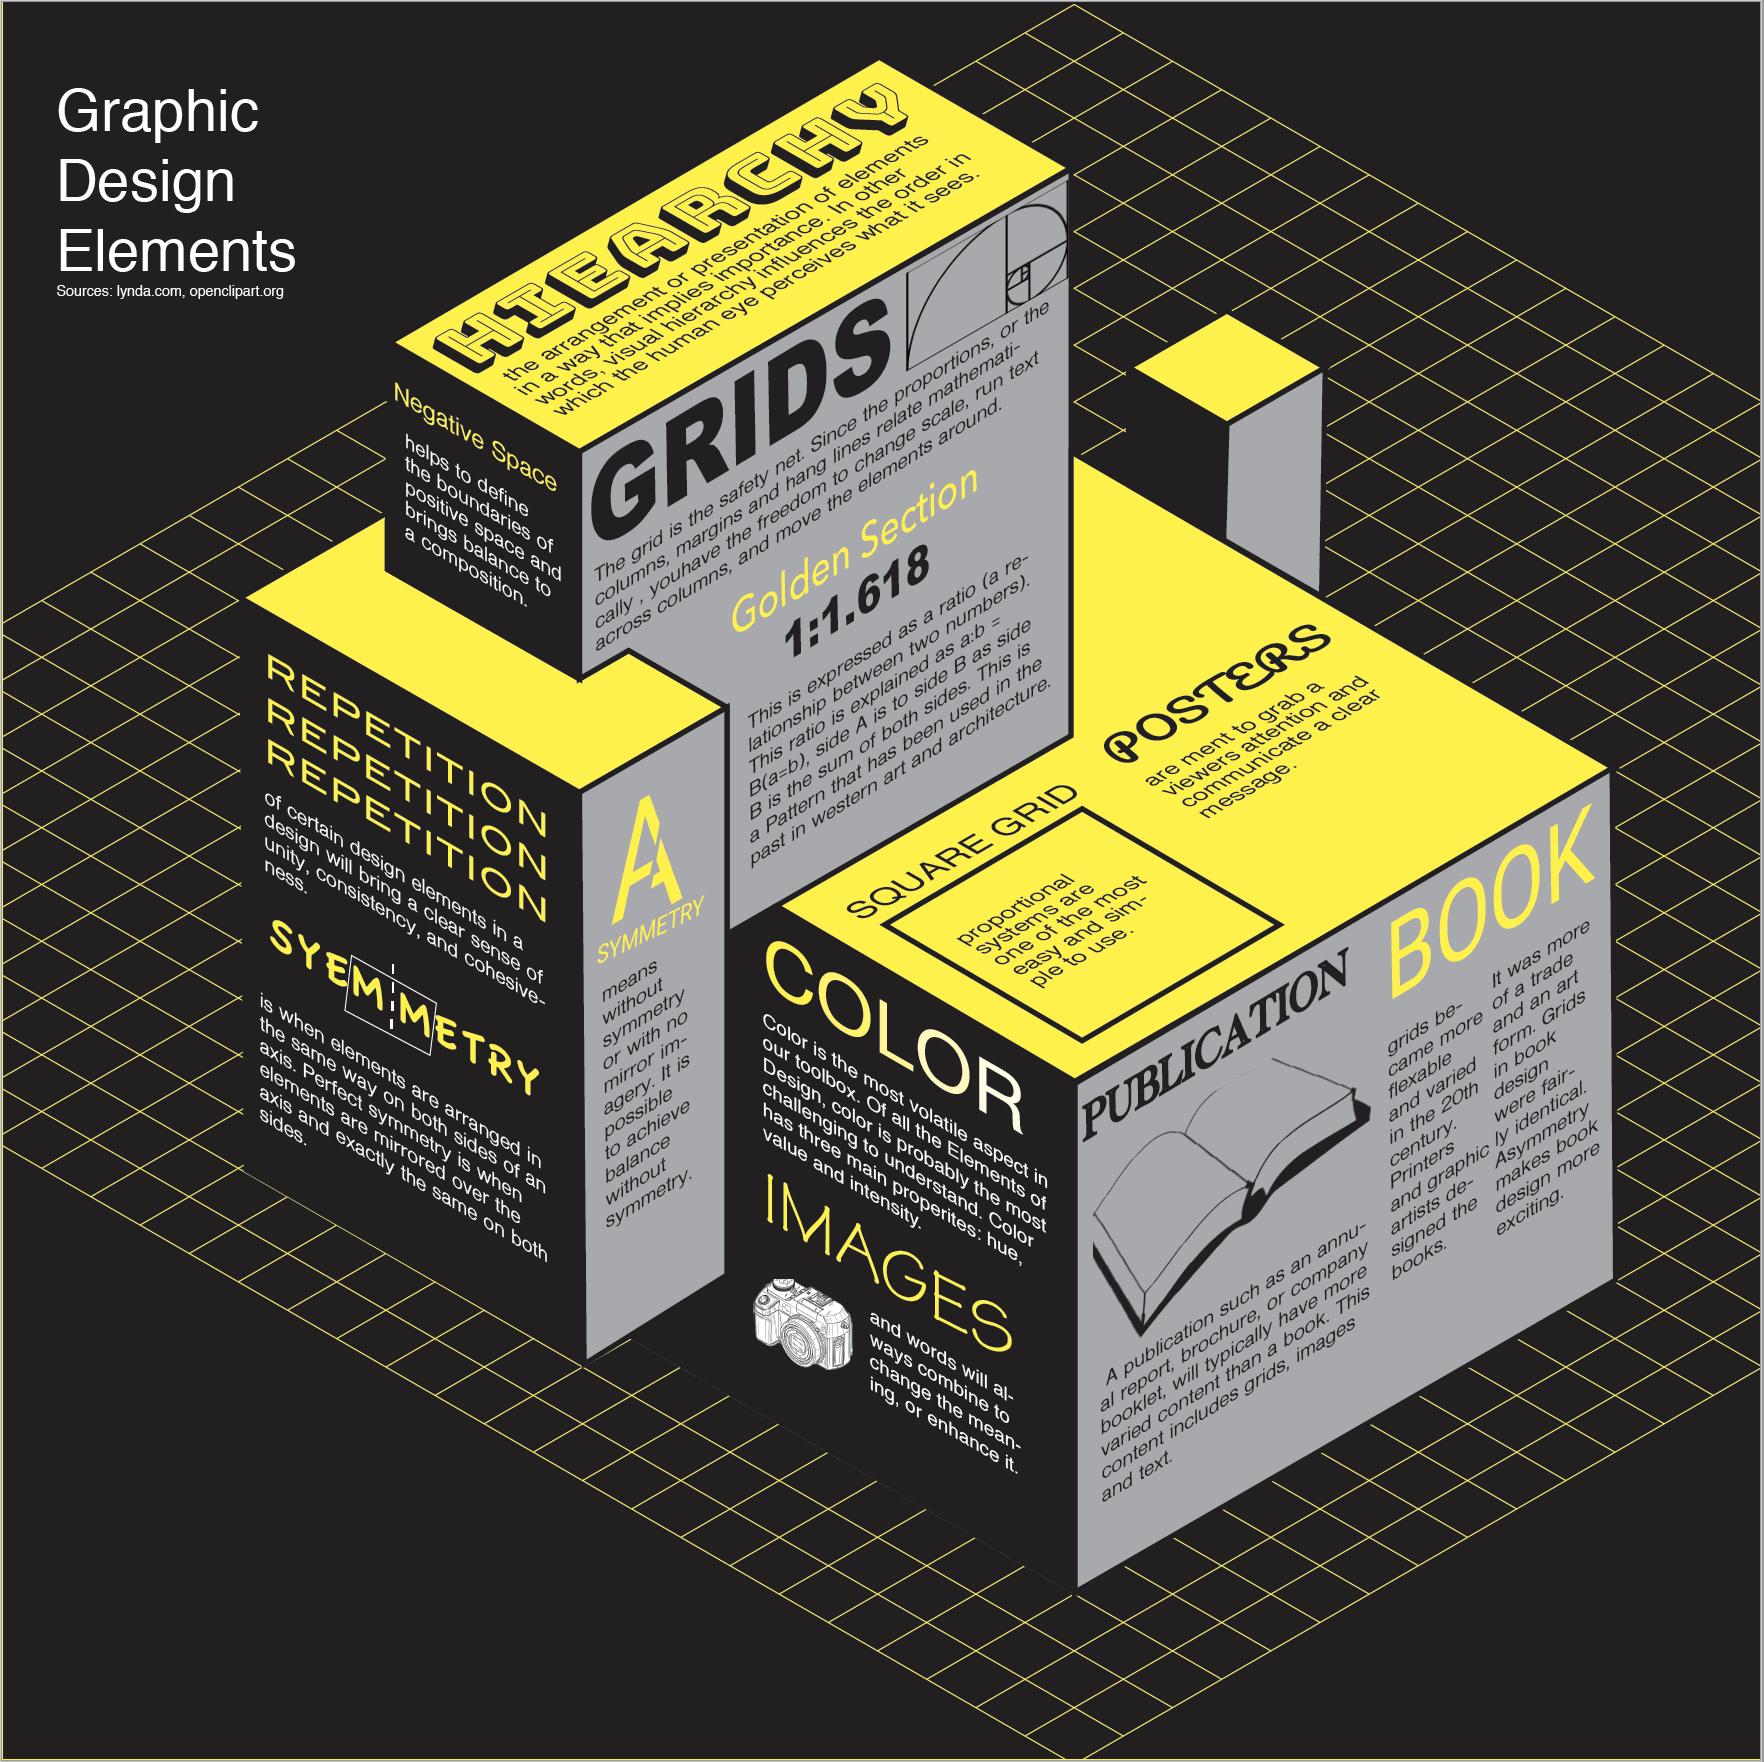 Graphic
Design
Elements
Sources: lynda.com, openclipart.org
HIEARCHY
the arrangement or presentation of elements
in a way that implies importance. In other
words, visual hierarchy influences the order in
which the human eye perceives what it sees.
Negative Space
helps to define
the boundaries of
positive space and
brings balance to
a composition.
GRIDS
The grid is the safety net. Since the proportions, or the
columns, margins and hang lines relate mathemati-
cally , youhave the freedom to change scale, run text
across columns, and move the elements around.
Golden Section
1:1.618
This is expressed as a ratio (a re-
lationship between two numbers).
This ratio is explained as a:b =
B(a=b), side A is to side B as side
B is the sum of both sides. This is
a Pattern that has been used in the
past in western art and architecture.
REPETITION
REPETITION
REPETITION
of certain design elements in a
design will bring a clear sense of
unity, consistency, and cohesive-
ness.
SYEMMETRY
is when elements are arranged in
the same way on both sides of an
axis. Perfect symmetry is when
elements are mirrored over the
axis and exactly the same on both
sides.
A
SYMMETRY
means
without
symmetry
or with no
mirror im-
agery. It is
possible
to achieve
balance
without
symmetry.
POSTERS
are ment to grab a
viewers attention and
communicate a clear
message.
SQUARE GRID
proportional
systems are
one of the most
easy and sim-
ple to use.
COLOR
Color is the most volatile aspect in
our toolbox. Of all the Elements of
Design, color is probably the most
challenging to understand. Color
has three main properites: hue,
value and intensity.
IMAGES
and words will al-
ways combine to
change the mean-
ing, or enhance it.
PUBLICATION
A publication such as an annu-
al report, brochure, or company
booklet, will typically have more
varied content than a book. This
content includes grids, images
and text.
BOOK
grids be-
came more
flexable
and varied
in the 20th
century.
Printers
and graphic
artists de-
signed the
books.
It was more
of a trade
and an art
form. Grids
in book
design
were fair-
ly identical.
Asymmetry
makes book
design more
exciting.